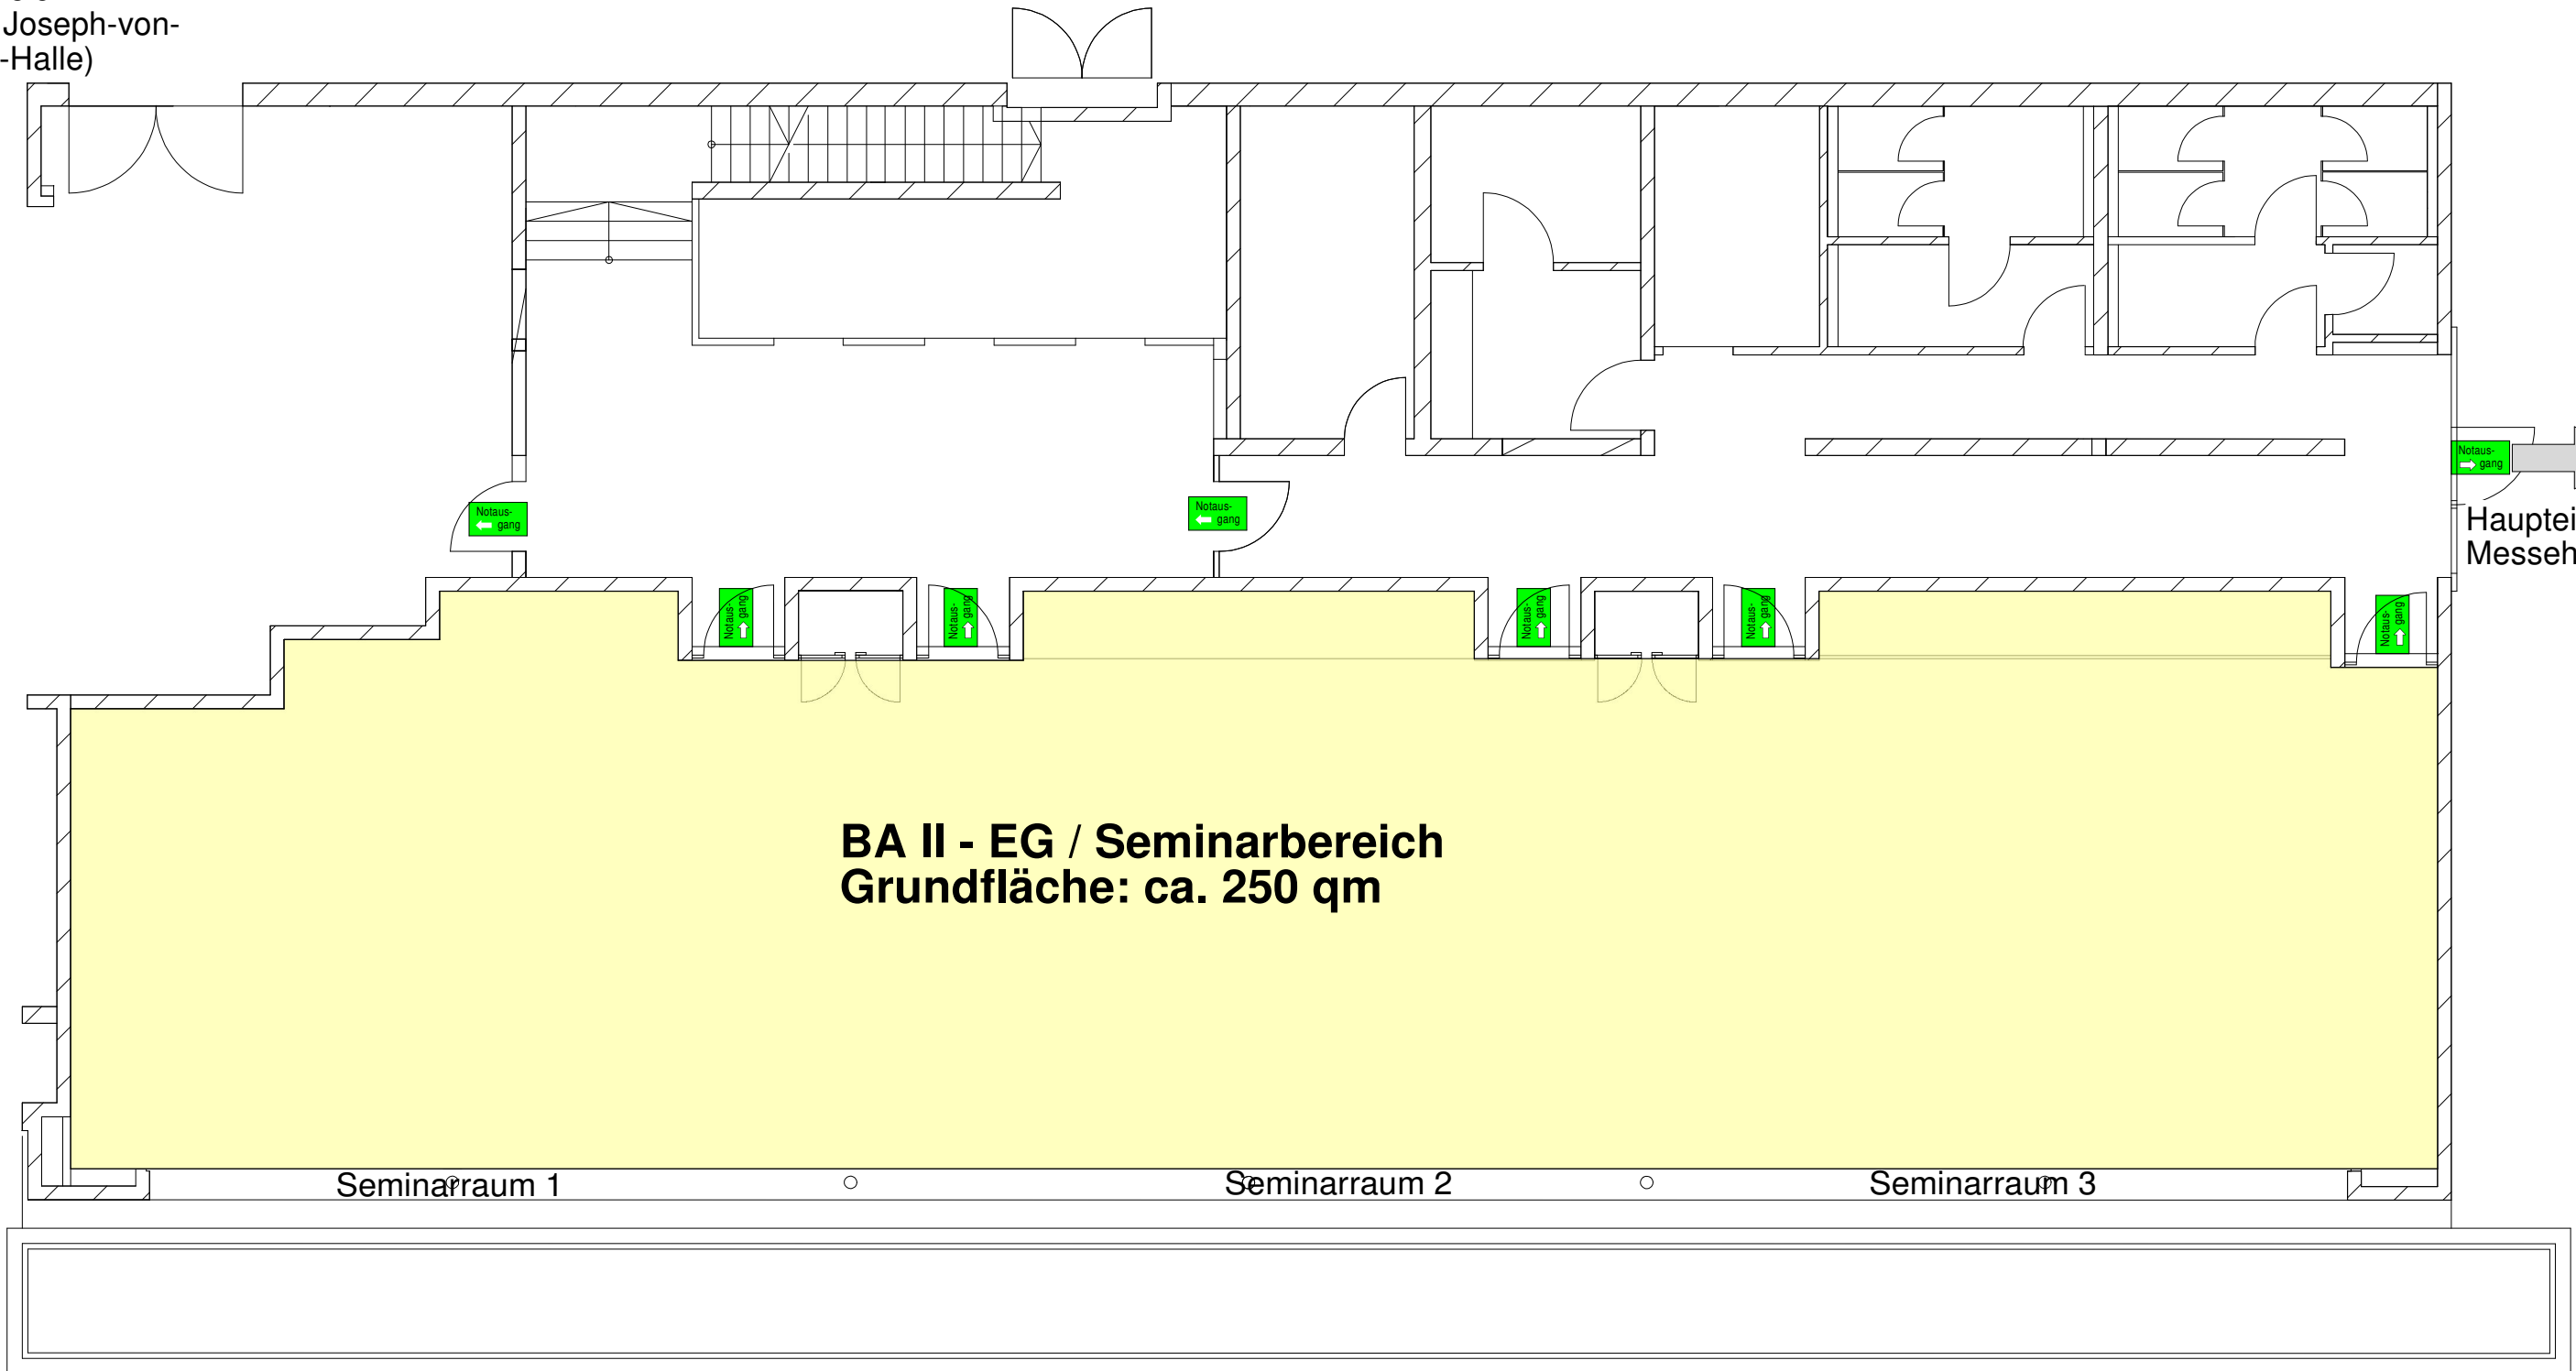 Joseph-von-
-Halle)
Notaus-
gang
Notaus-
gang
Notaus-
gang
Hauptei
Messeh
Notaus-
gang
Notaus-
gang
Notaus-
gang
Notaus-
gang
Notaus-
gang
BA II - EG / Seminarbereich
Grundfläche: ca. 250 qm
Seminarraum 1
Seminarraum 2
Seminarraum 3